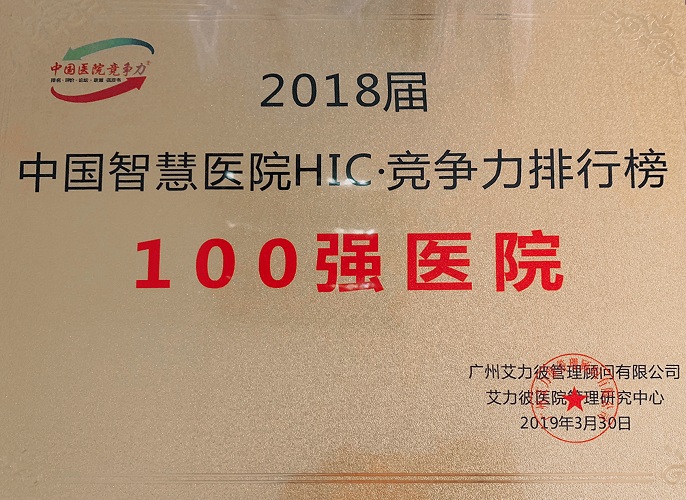 中国医院竞争力
2018届
中国智慧医院HIC·竞争力排行榜
100强医院
广州艾力彼管理顾问有限公司
艾力彼医院管理研究中心
2019年3月30日